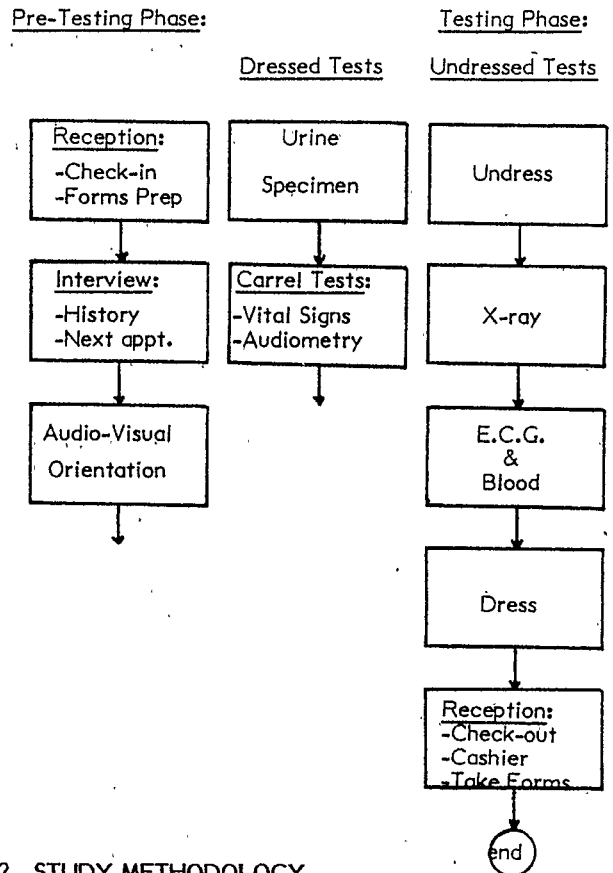 Pre-Testing Phase:
Testing Phase:
Dressed Tests
Undressed Tests
Reception:
-Check-in
-Forms Prep
Interview:
-History
-Next appt.
Audio-Visual
Orientation
Urine
Specimen
Carrel Tests:
-Vital Signs
-Audiometry
Undress
X-ray
E.C.G.
&
Blood
Dress
Reception:
-Check-out
-Cashier
-Take Forms
end
2. STUDY METHODOLOGY